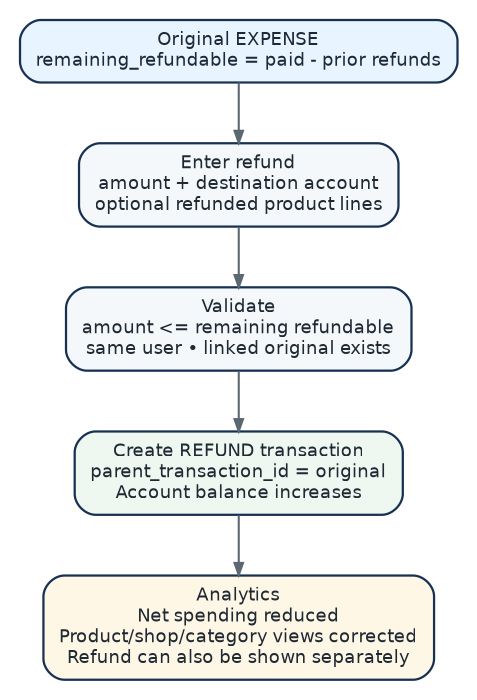 Original EXPENSE
remaining_refundable = paid - prior refunds
Enter refund
amount + destination account
optional refunded product lines
Validate
amount <= remaining refundable
same user • linked original exists
Create REFUND transaction
parent_transaction_id = original
Account balance increases
Analytics
Net spending reduced
Product/shop/category views corrected
Refund can also be shown separately